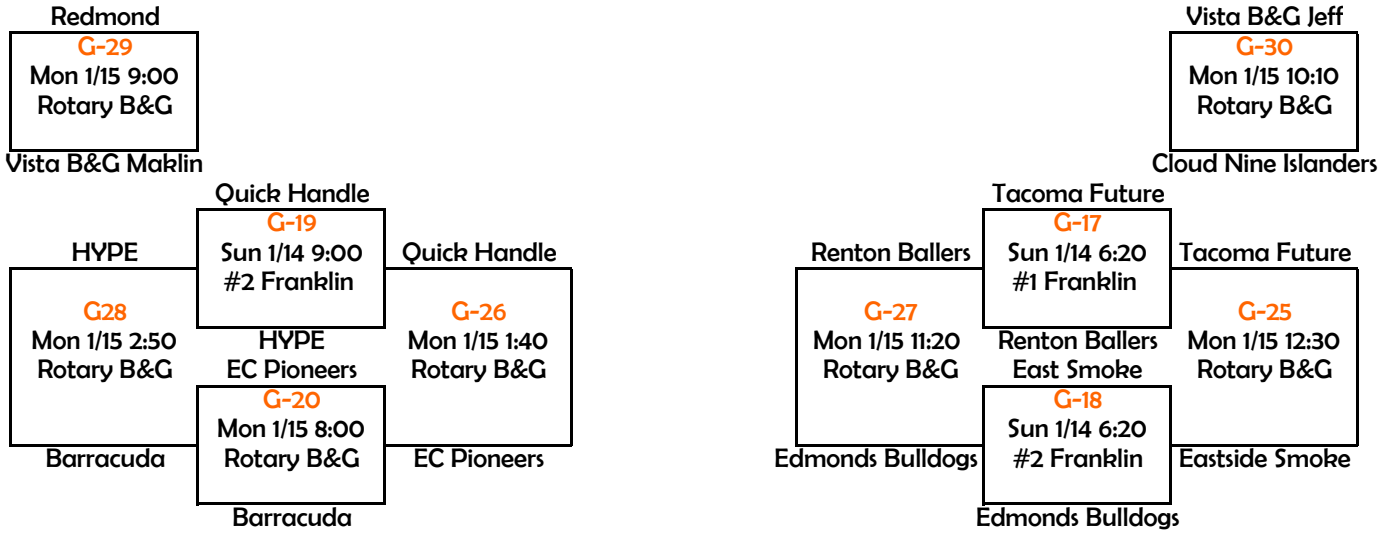 Redmond
G-29
Mon 1/15 9:00
Rotary B&G
Vista B&G Maklin
Quick Handle
G-19
Sun 1/14 9:00
#2 Franklin
HYPE
HYPE
G28
Mon 1/15 2:50
Rotary B&G
Barracuda
EC Pioneers
G-20
Mon 1/15 8:00
Rotary B&G
Barracuda
Quick Handle
G-26
Mon 1/15 1:40
Rotary B&G
EC Pioneers
Vista B&G Jeff
G-30
Mon 1/15 10:10
Rotary B&G
Cloud Nine Islanders
Tacoma Future
G-17
Sun 1/14 6:20
#1 Franklin
Renton Ballers
Renton Ballers
G-27
Mon 1/15 11:20
Rotary B&G
Edmonds Bulldogs
East Smoke
G-18
Sun 1/14 6:20
#2 Franklin
Edmonds Bulldogs
Tacoma Future
G-25
Mon 1/15 12:30
Rotary B&G
Eastside Smoke